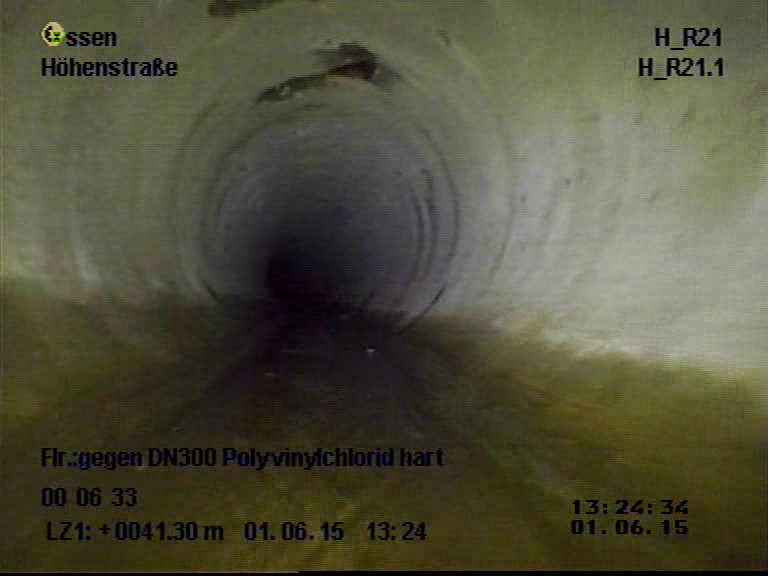 Essen
Höhenstraße
H_R21
H_R21.1
Flr.:gegen DN300 Polyvinylchlorid hart
00 06 33
LZ1: +0041.30 m 01.06.15 13:24
13:24:34
01.06.15